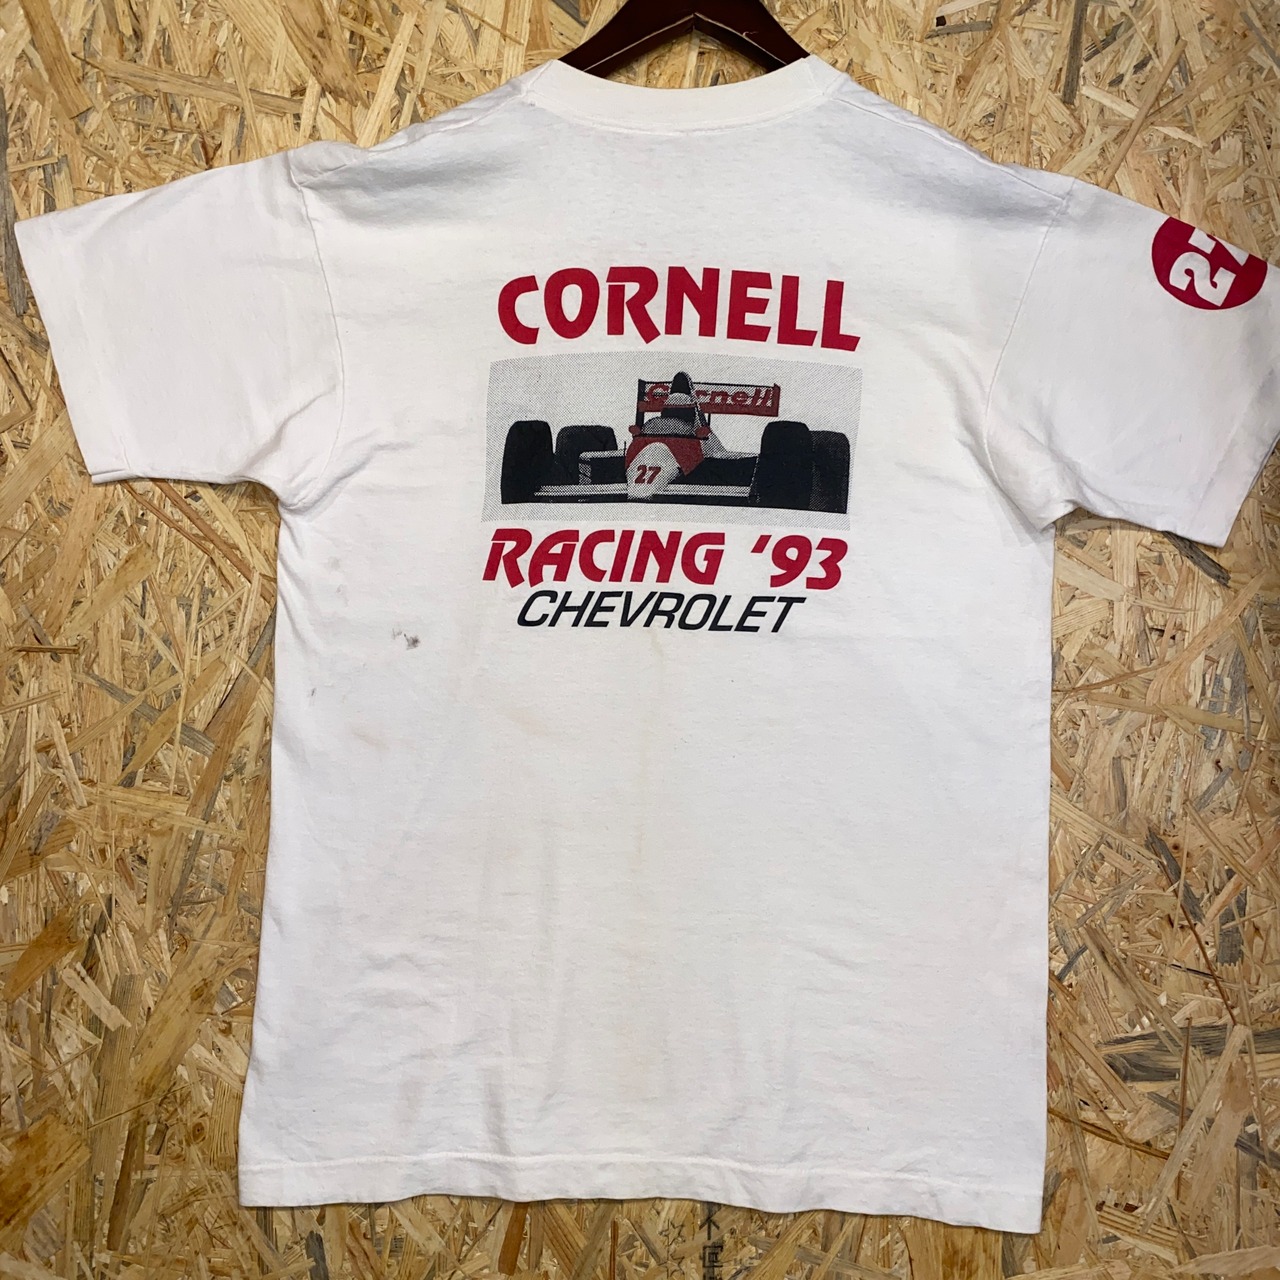 CORNELL
27
Cornell
27
RACING '93
CHEVROLET